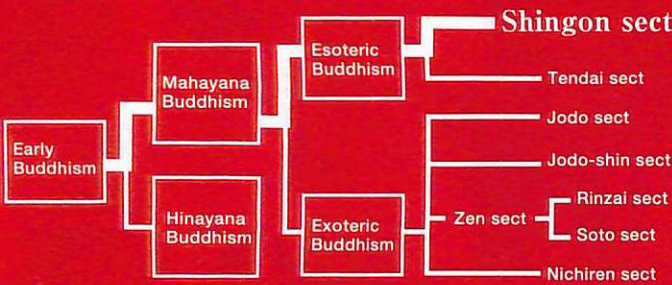 Shingon sect
Esoteric
Buddhism
Mahayana
Buddhism
Tendai sect
Jodo sect
Early
Buddhism
Jodo-shin sect
Hinayana
Buddhism
Exoteric
Buddhism
Zen sect
Rinzai sect
Soto sect
Nichiren sect